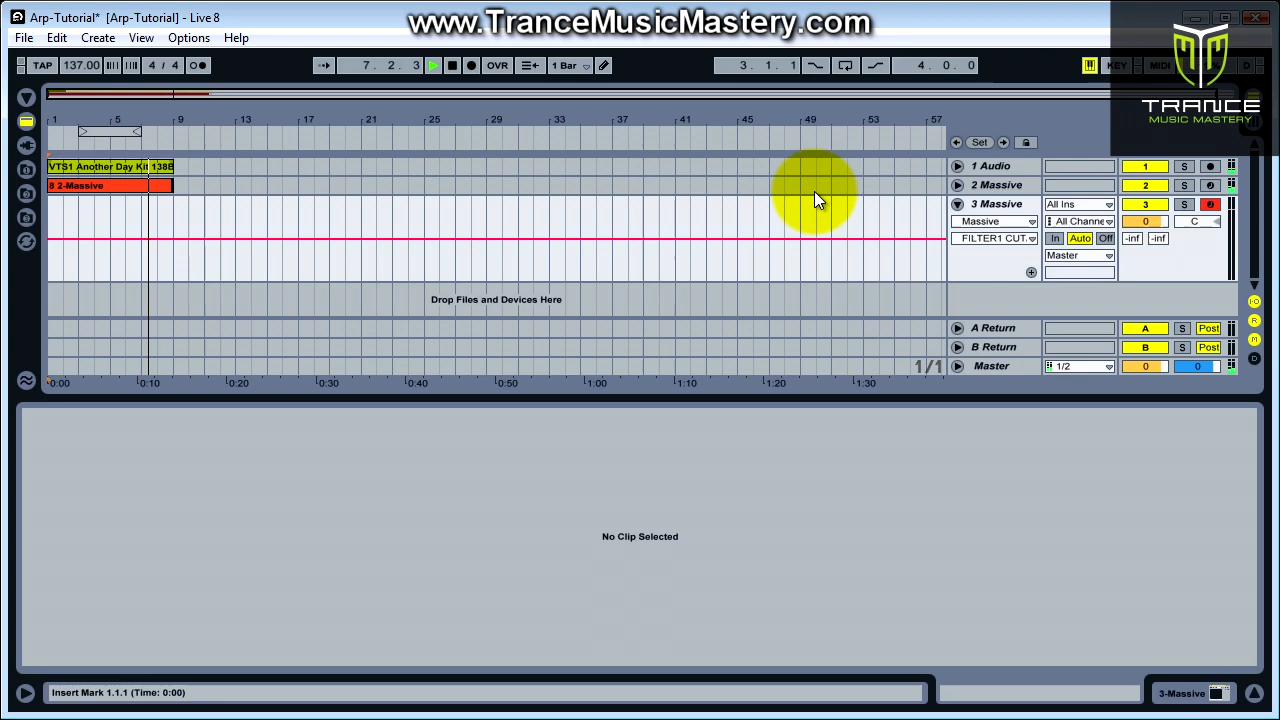 Arp-Tutorial* [Arp-Tutorial] - Live 8
www.TranceMusicMastery.com
File Edit Create View Options Help
TAP 137.00 4 / 4 7. 2. 3 OVR 1 Bar 3. 1. 1 4. 0. 0 KEY MIDI D
TRANCE
MUSIC MASTERY
1 5 9 13 17 21 25 29 33 37 41 45 49 53 57
Set
VTS1 Another Day Kit 138B 1 Audio 1 S
8 2-Massive 2 Massive 2 S
3 Massive All Ins 3 S
Massive All Channe 0 C
FILTER1 CUT In Auto Off -inf -inf
Master
Drop Files and Devices Here
A Return A S Post
B Return B S Post
1/1 Master 1/2 0 0
0:00 0:10 0:20 0:30 0:40 0:50 1:00 1:10 1:20 1:30
I·O
R
M
D
No Clip Selected
Insert Mark 1.1.1 (Time: 0:00) 3-Massive